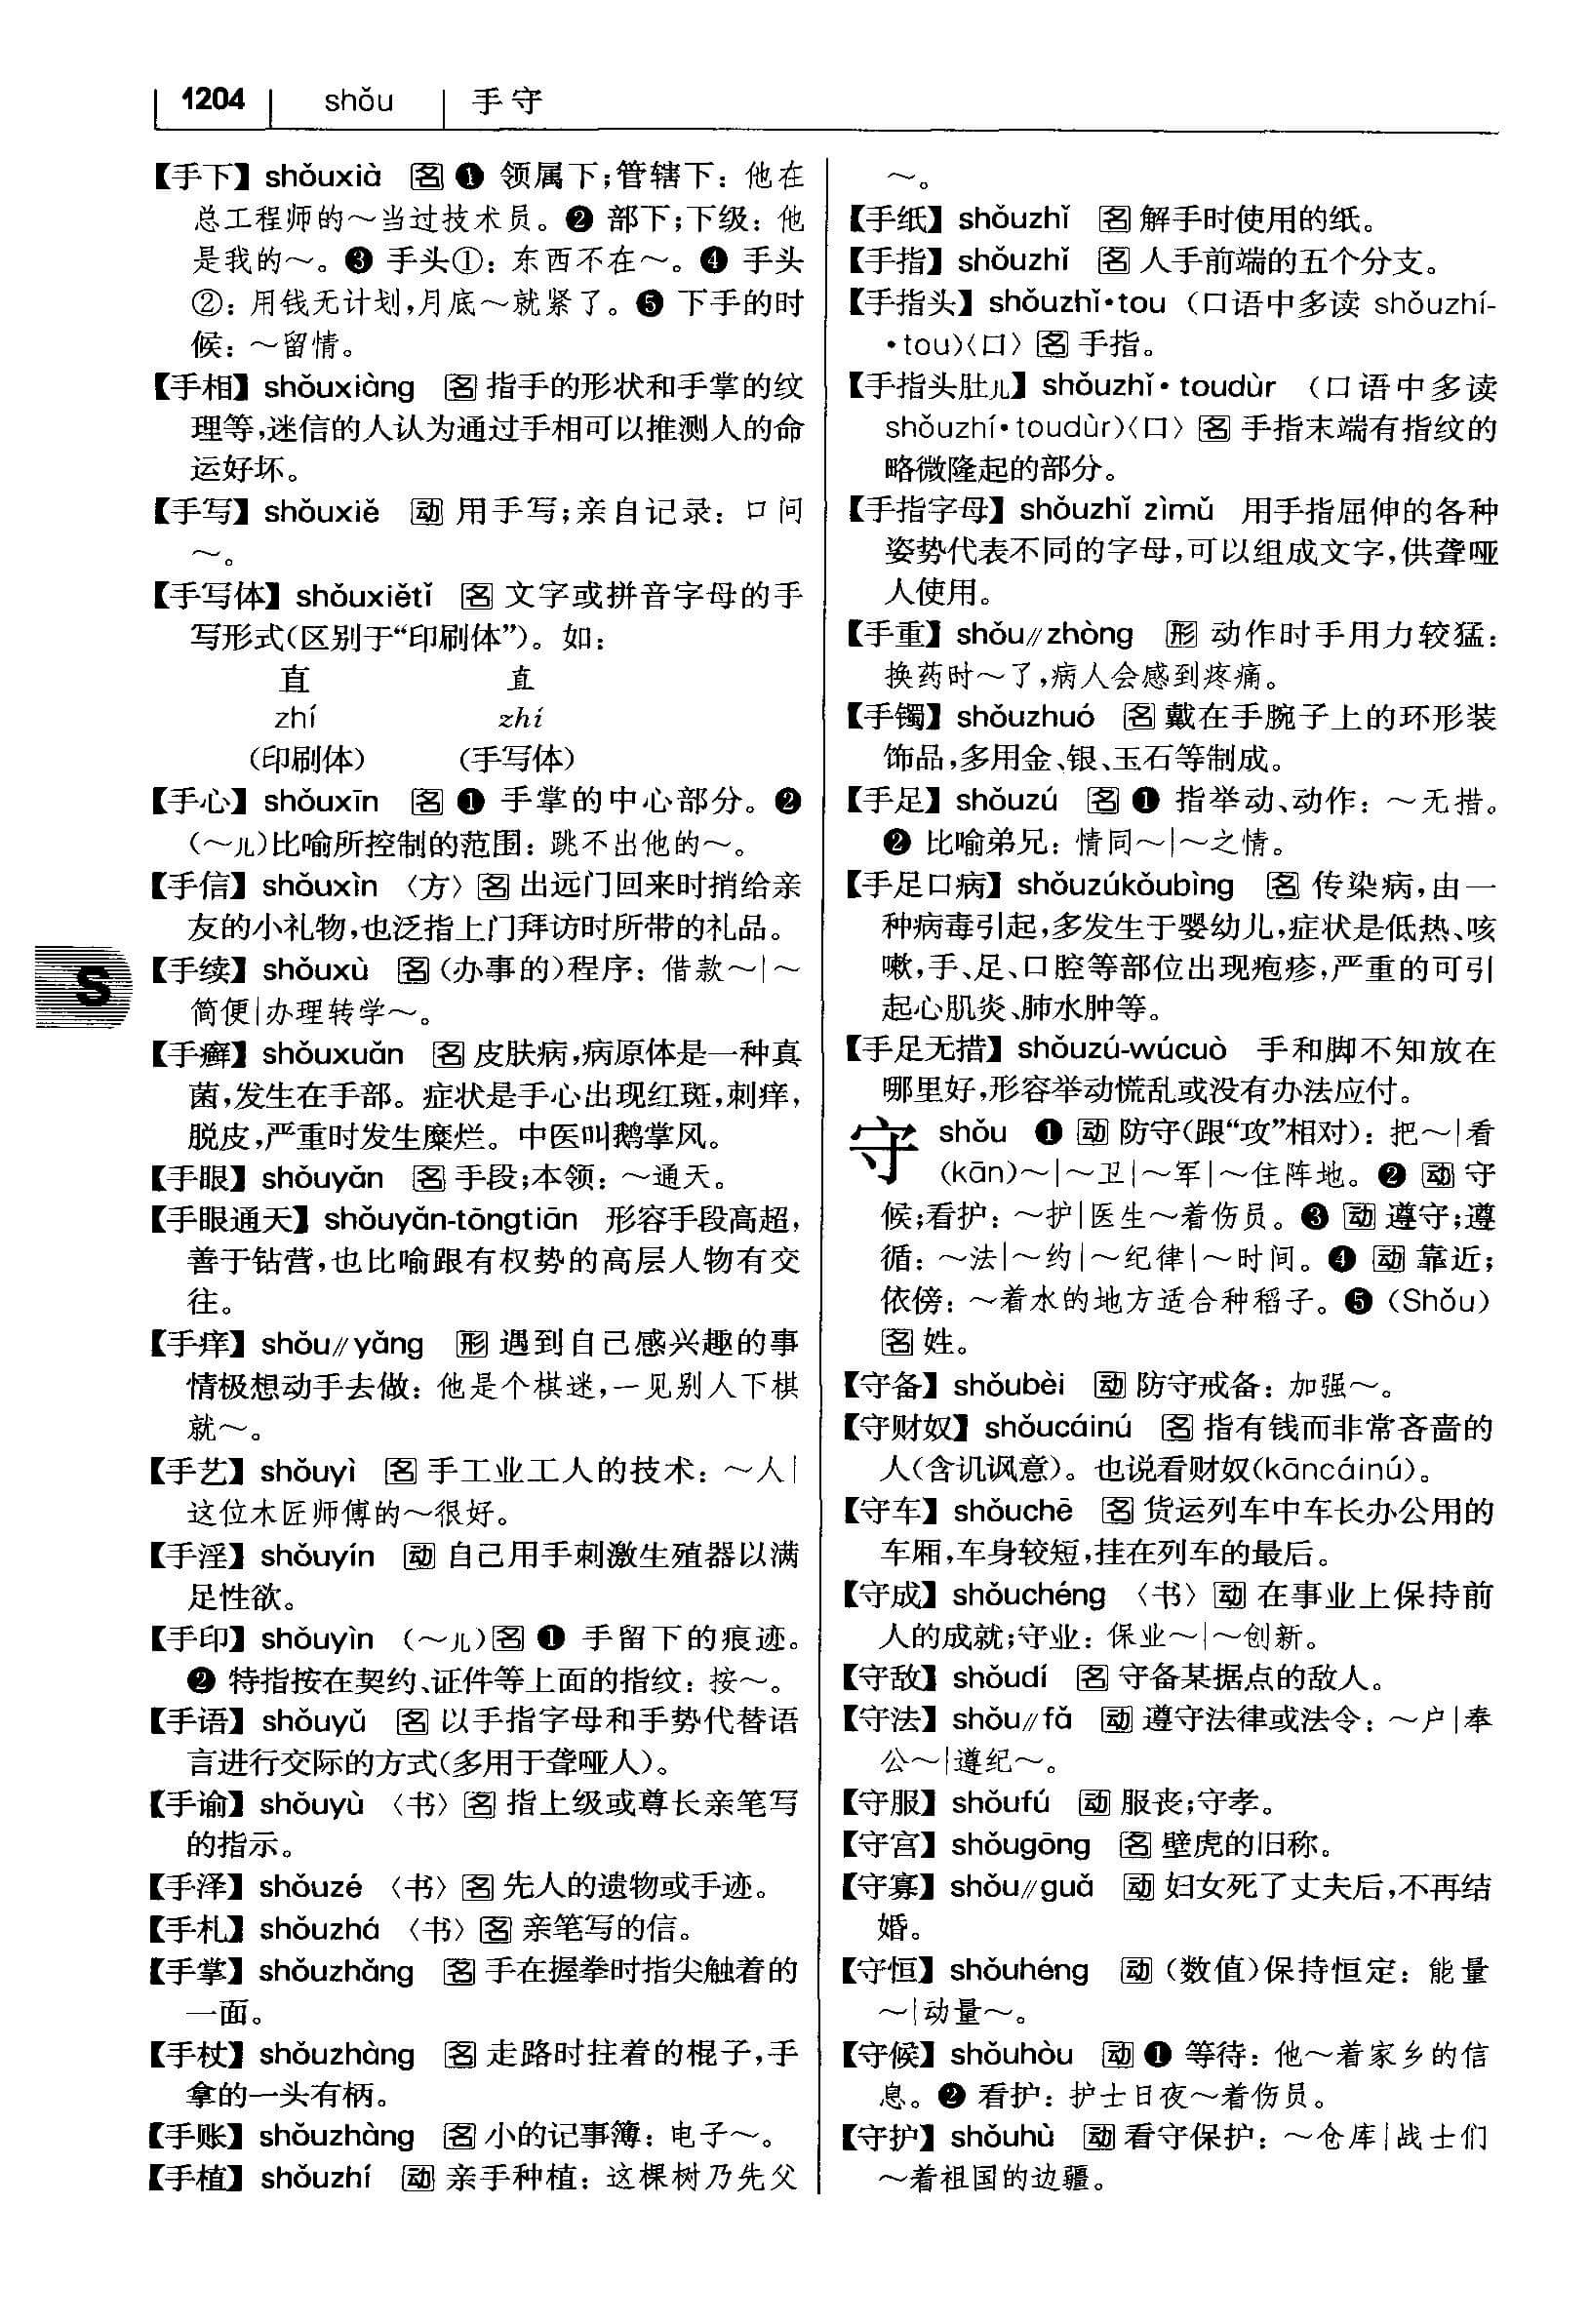 1204 shǒu 手守
【手下】shǒuxià 名 ❶ 领属下;管辖下: 他在
总工程师的～当过技术员。❷ 部下;下级: 他
是我的～。❸ 手头①: 东西不在～。❹ 手头
②: 用钱无计划,月底～就紧了。❺ 下手的时
候: ～留情。
【手相】shǒuxiàng 名 指手的形状和手掌的纹
理等,迷信的人认为通过手相可以推测人的命
运好坏。
【手写】shǒuxiě 动 用手写;亲自记录: 口问
～。
【手写体】shǒuxiětǐ 名 文字或拼音字母的手
写形式(区别于“印刷体”)。如:
直 直
zhí zhí
(印刷体) (手写体)
【手心】shǒuxīn 名 ❶ 手掌的中心部分。❷
(～儿)比喻所控制的范围: 跳不出他的～。
【手信】shǒuxìn 〈方〉名 出远门回来时捎给亲
友的小礼物,也泛指上门拜访时所带的礼品。
【手续】shǒuxù 名 (办事的)程序: 借款～|～
简便|办理转学～。
【手癣】shǒuxuǎn 名 皮肤病,病原体是一种真
菌,发生在手部。症状是手心出现红斑,刺痒,
脱皮,严重时发生糜烂。中医叫鹅掌风。
【手眼】shǒuyǎn 名 手段;本领: ～通天。
【手眼通天】shǒuyǎn-tōngtiān 形容手段高超,
善于钻营,也比喻跟有权势的高层人物有交
往。
【手痒】shǒu//yǎng 形 遇到自己感兴趣的事
情极想动手去做: 他是个棋迷,一见别人下棋
就～。
【手艺】shǒuyì 名 手工业工人的技术: ～人|
这位木匠师傅的～很好。
【手淫】shǒuyín 动 自己用手刺激生殖器以满
足性欲。
【手印】shǒuyìn (～儿)名 ❶ 手留下的痕迹。
❷ 特指按在契约、证件等上面的指纹: 按～。
【手语】shǒuyǔ 名 以手指字母和手势代替语
言进行交际的方式(多用于聋哑人)。
【手谕】shǒuyù 〈书〉名 指上级或尊长亲笔写
的指示。
【手泽】shǒuzé 〈书〉名 先人的遗物或手迹。
【手札】shǒuzhá 〈书〉名 亲笔写的信。
【手掌】shǒuzhǎng 名 手在握拳时指尖触着的
一面。
【手杖】shǒuzhàng 名 走路时拄着的棍子,手
拿的一头有柄。
【手账】shǒuzhàng 名 小的记事簿: 电子～。
【手植】shǒuzhí 动 亲手种植: 这棵树乃先父
～。
【手纸】shǒuzhǐ 名 解手时使用的纸。
【手指】shǒuzhǐ 名 人手前端的五个分支。
【手指头】shǒuzhǐ•tou (口语中多读 shǒuzhí-
•tou)〈口〉名 手指。
【手指头肚儿】shǒuzhǐ•toudùr (口语中多读
shǒuzhí•toudùr)〈口〉名 手指末端有指纹的
略微隆起的部分。
【手指字母】shǒuzhǐ zìmǔ 用手指屈伸的各种
姿势代表不同的字母,可以组成文字,供聋哑
人使用。
【手重】shǒu//zhòng 形 动作时手用力较猛:
换药时～了,病人会感到疼痛。
【手镯】shǒuzhuó 名 戴在手腕子上的环形装
饰品,多用金、银、玉石等制成。
【手足】shǒuzú 名 ❶ 指举动、动作: ～无措。
❷ 比喻弟兄: 情同～|～之情。
【手足口病】shǒuzúkǒubìng 名 传染病,由一
种病毒引起,多发生于婴幼儿,症状是低热、咳
嗽,手、足、口腔等部位出现疱疹,严重的可引
起心肌炎、肺水肿等。
【手足无措】shǒuzú-wúcuò 手和脚不知放在
哪里好,形容举动慌乱或没有办法应付。
守 shǒu ❶ 动 防守(跟“攻”相对): 把～|看
(kān)～|～卫|～军|～住阵地。❷ 动 守
候;看护: ～护|医生～着伤员。❸ 动 遵守;遵
循: ～法|～约|～纪律|～时间。❹ 动 靠近;
依傍: ～着水的地方适合种稻子。❺ (Shǒu)
名 姓。
【守备】shǒubèi 动 防守戒备: 加强～。
【守财奴】shǒucáinú 名 指有钱而非常吝啬的
人(含讥讽意)。也说看财奴(kāncáinú)。
【守车】shǒuchē 名 货运列车中车长办公用的
车厢,车身较短,挂在列车的最后。
【守成】shǒuchéng 〈书〉动 在事业上保持前
人的成就;守业: 保业～|～创新。
【守敌】shǒudí 名 守备某据点的敌人。
【守法】shǒu//fǎ 动 遵守法律或法令: ～户|奉
公～|遵纪～。
【守服】shǒufú 动 服丧;守孝。
【守宫】shǒugōng 名 壁虎的旧称。
【守寡】shǒu//guǎ 动 妇女死了丈夫后,不再结
婚。
【守恒】shǒuhéng 动 (数值)保持恒定: 能量
～|动量～。
【守候】shǒuhòu 动 ❶ 等待: 他～着家乡的信
息。❷ 看护: 护士日夜～着伤员。
【守护】shǒuhù 动 看守保护: ～仓库|战士们
～着祖国的边疆。
S